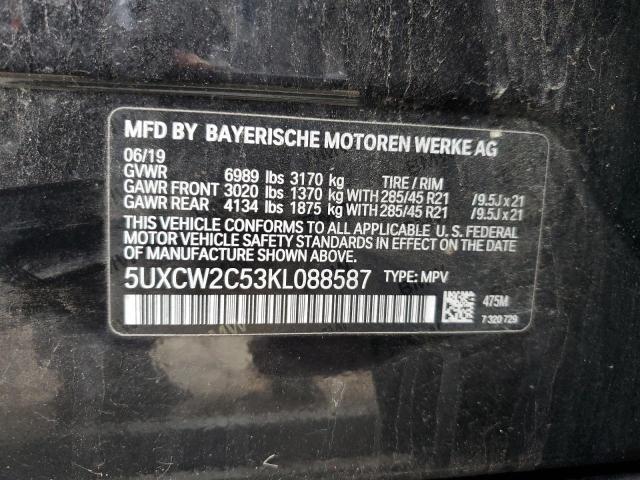 MFD BY BAYERISCHE MOTOREN WERKE AG
06/19
GVWR 6989 lbs 3170 kg TIRE / RIM
GAWR FRONT 3020 lbs 1370 kg WITH 285/45 R21 /9.5J x 21
GAWR REAR 4134 lbs 1875 kg WITH 285/45 R21 /9.5J x 21
THIS VEHICLE CONFORMS TO ALL APPLICABLE U. S. FEDERAL
MOTOR VEHICLE SAFETY STANDARDS IN EFFECT ON THE DATE
OF MANUFACTURE SHOWN ABOVE.
5UXCW2C53KL088587 TYPE: MPV
475M
7 320 729